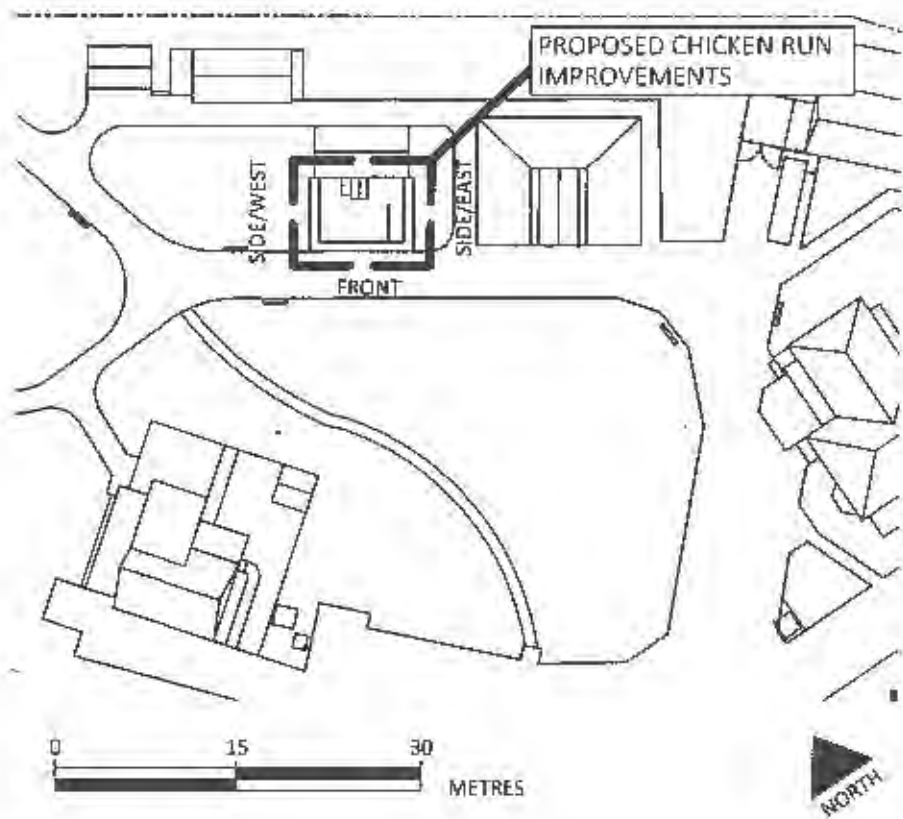 PROPOSED CHICKEN RUN
IMPROVEMENTS
SIDE/WEST
SIDE/EAST
FRONT
0 15 30
METRES
NORTH